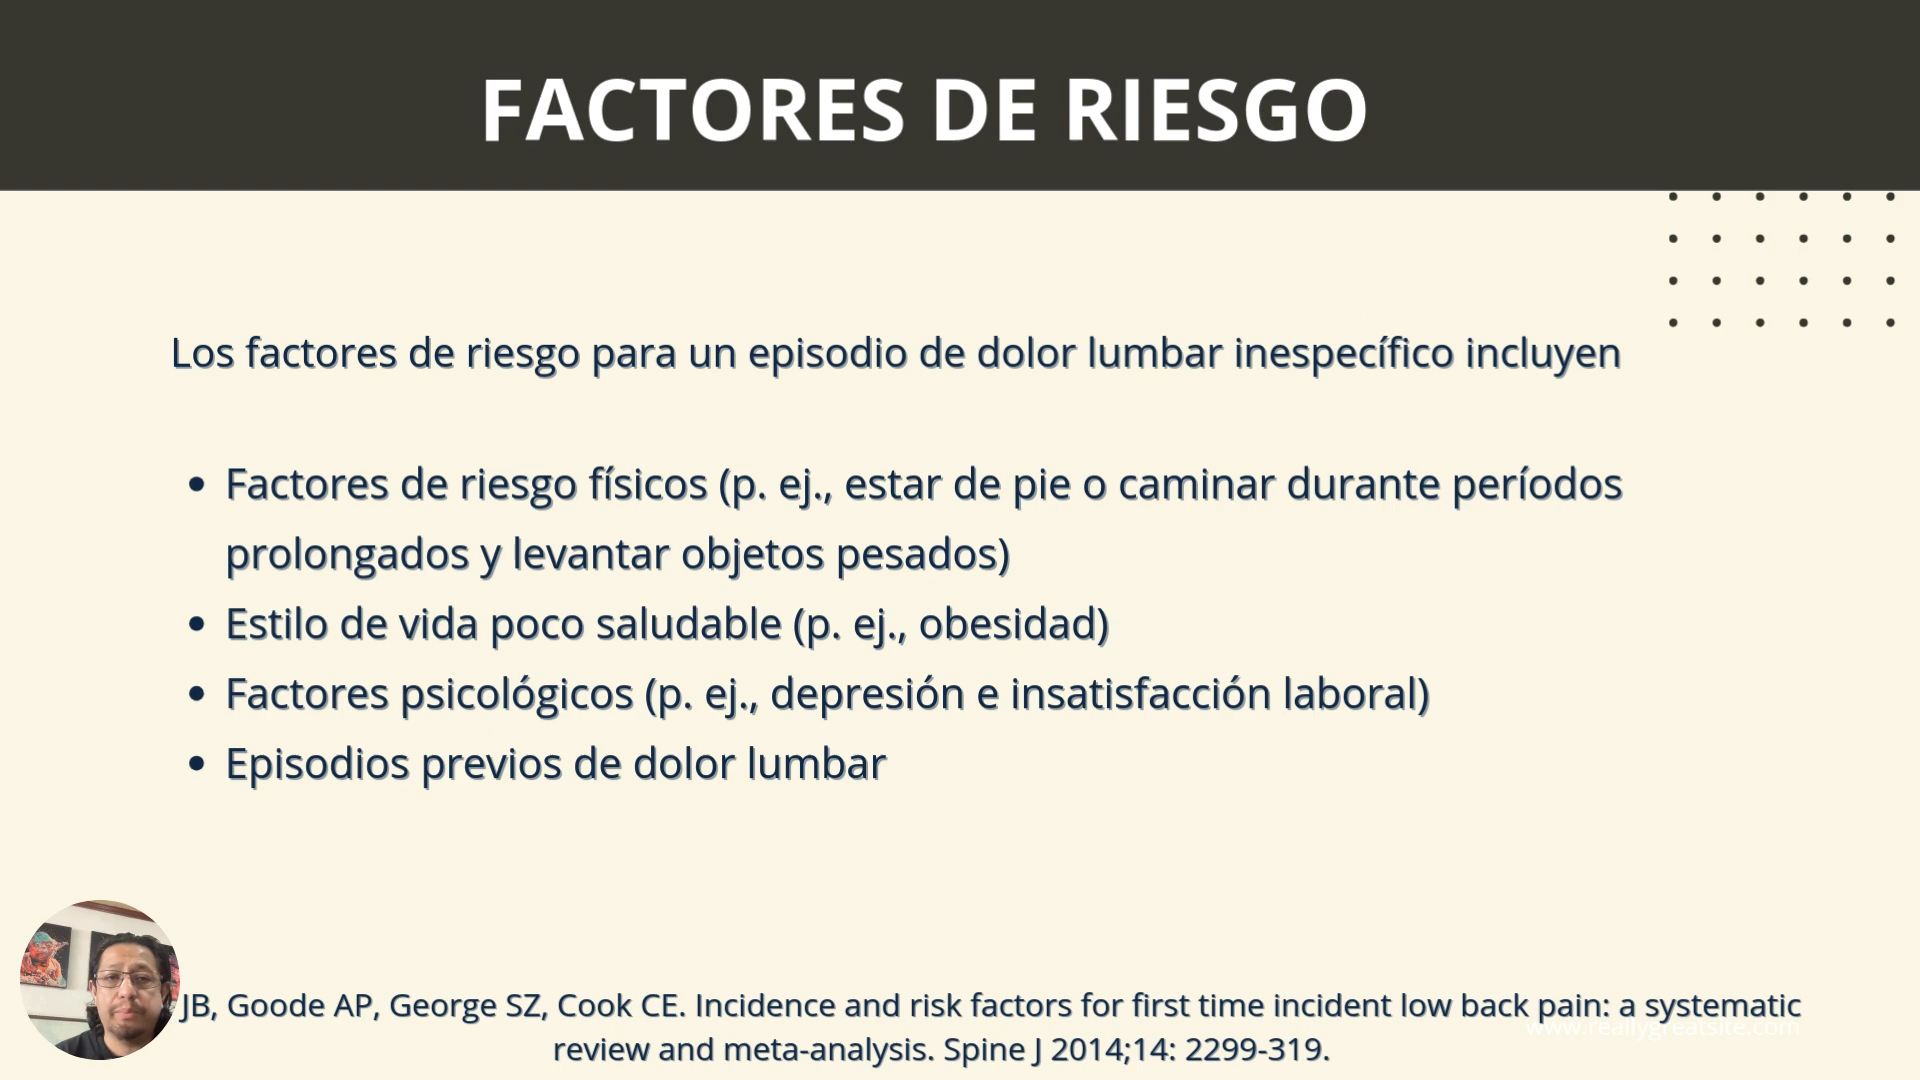 FACTORES DE RIESGO
Los factores de riesgo para un episodio de dolor lumbar inespecífico incluyen
• Factores de riesgo físicos (p. ej., estar de pie o caminar durante períodos
prolongados y levantar objetos pesados)
• Estilo de vida poco saludable (p. ej., obesidad)
• Factores psicológicos (p. ej., depresión e insatisfacción laboral)
• Episodios previos de dolor lumbar
JB, Goode AP, George SZ, Cook CE. Incidence and risk factors for first time incident low back pain: a systematic
www.reallygreatsite.com
review and meta-analysis. Spine J 2014;14: 2299-319.